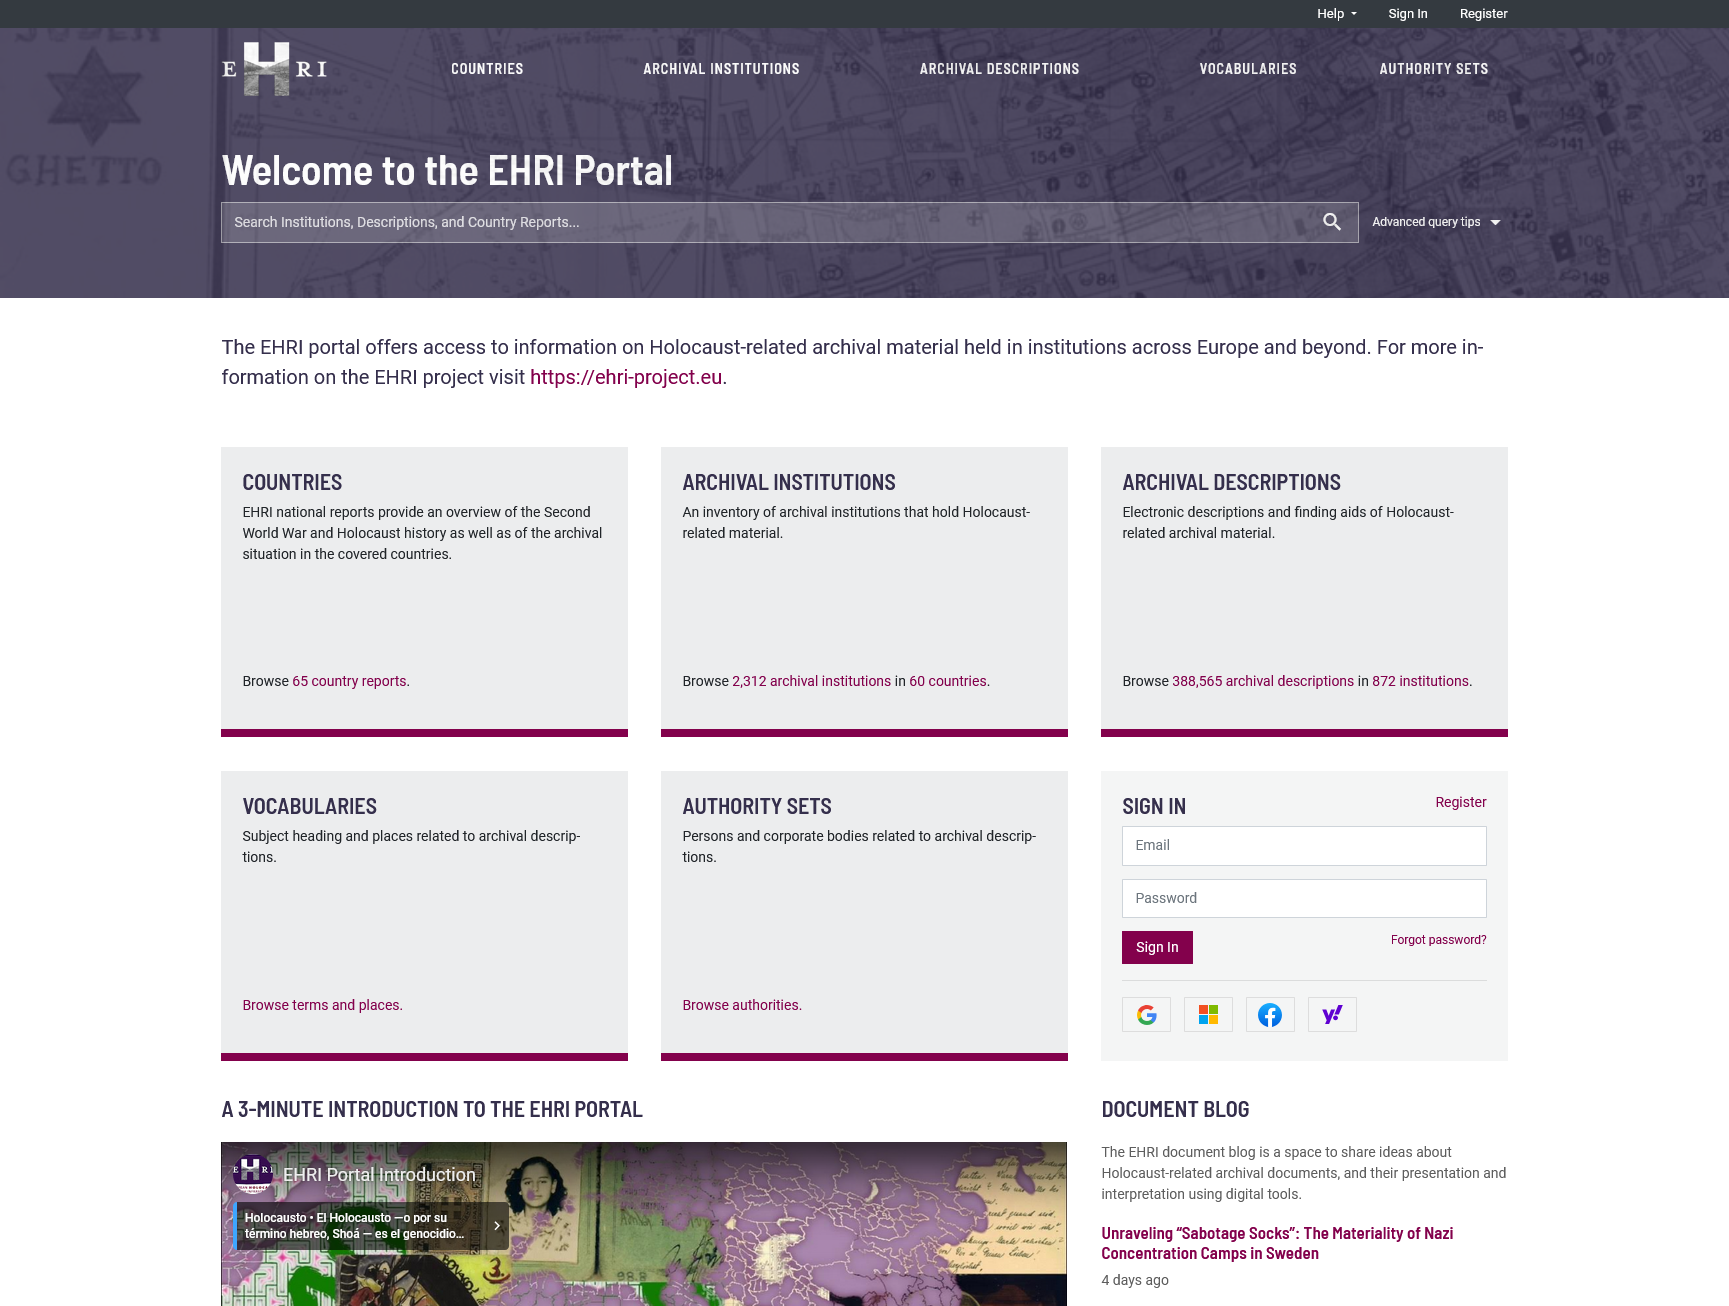 Help
Sign In
Register
EHRI
COUNTRIES
ARCHIVAL INSTITUTIONS
ARCHIVAL DESCRIPTIONS
VOCABULARIES
AUTHORITY SETS
GHETTO
Welcome to the EHRI Portal
Search Institutions, Descriptions, and Country Reports...
Advanced query tips
The EHRI portal offers access to information on Holocaust-related archival material held in institutions across Europe and beyond. For more in-
formation on the EHRI project visit https://ehri-project.eu.
COUNTRIES
EHRI national reports provide an overview of the Second
World War and Holocaust history as well as of the archival
situation in the covered countries.
Browse 65 country reports.
ARCHIVAL INSTITUTIONS
An inventory of archival institutions that hold Holocaust-
related material.
Browse 2,312 archival institutions in 60 countries.
ARCHIVAL DESCRIPTIONS
Electronic descriptions and finding aids of Holocaust-
related archival material.
Browse 388,565 archival descriptions in 872 institutions.
VOCABULARIES
Subject heading and places related to archival descrip-
tions.
Browse terms and places.
AUTHORITY SETS
Persons and corporate bodies related to archival descrip-
tions.
Browse authorities.
SIGN IN
Register
Email
Password
Sign In
Forgot password?
A 3-MINUTE INTRODUCTION TO THE EHRI PORTAL
EHRI Portal Introduction
Holocausto • El Holocausto —o por su
término hebreo, Shoá — es el genocidio...
DOCUMENT BLOG
The EHRI document blog is a space to share ideas about
Holocaust-related archival documents, and their presentation and
interpretation using digital tools.
Unraveling “Sabotage Socks”: The Materiality of Nazi
Concentration Camps in Sweden
4 days ago